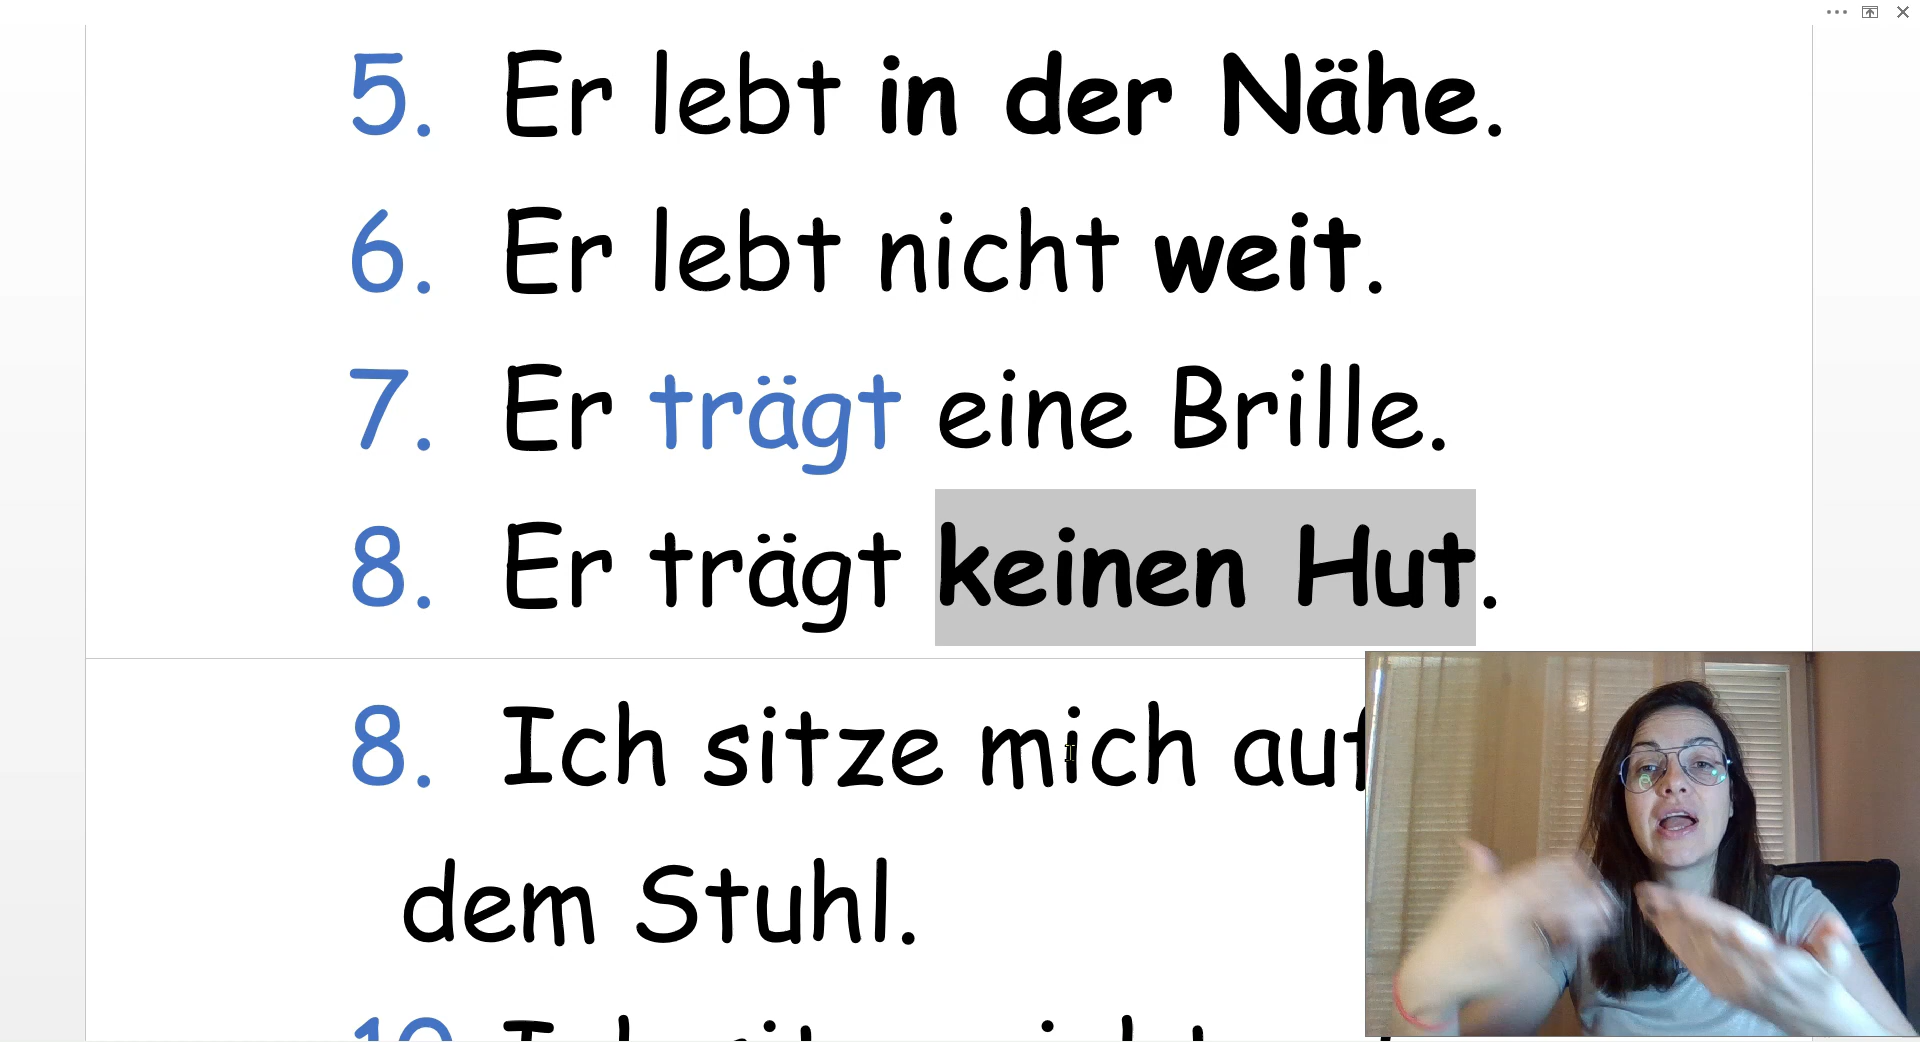 5. Er lebt in der Nähe.
6. Er lebt nicht weit.
7. Er trägt eine Brille.
8. Er trägt keinen Hut.
8. Ich sitze mich auf
dem Stuhl.
10